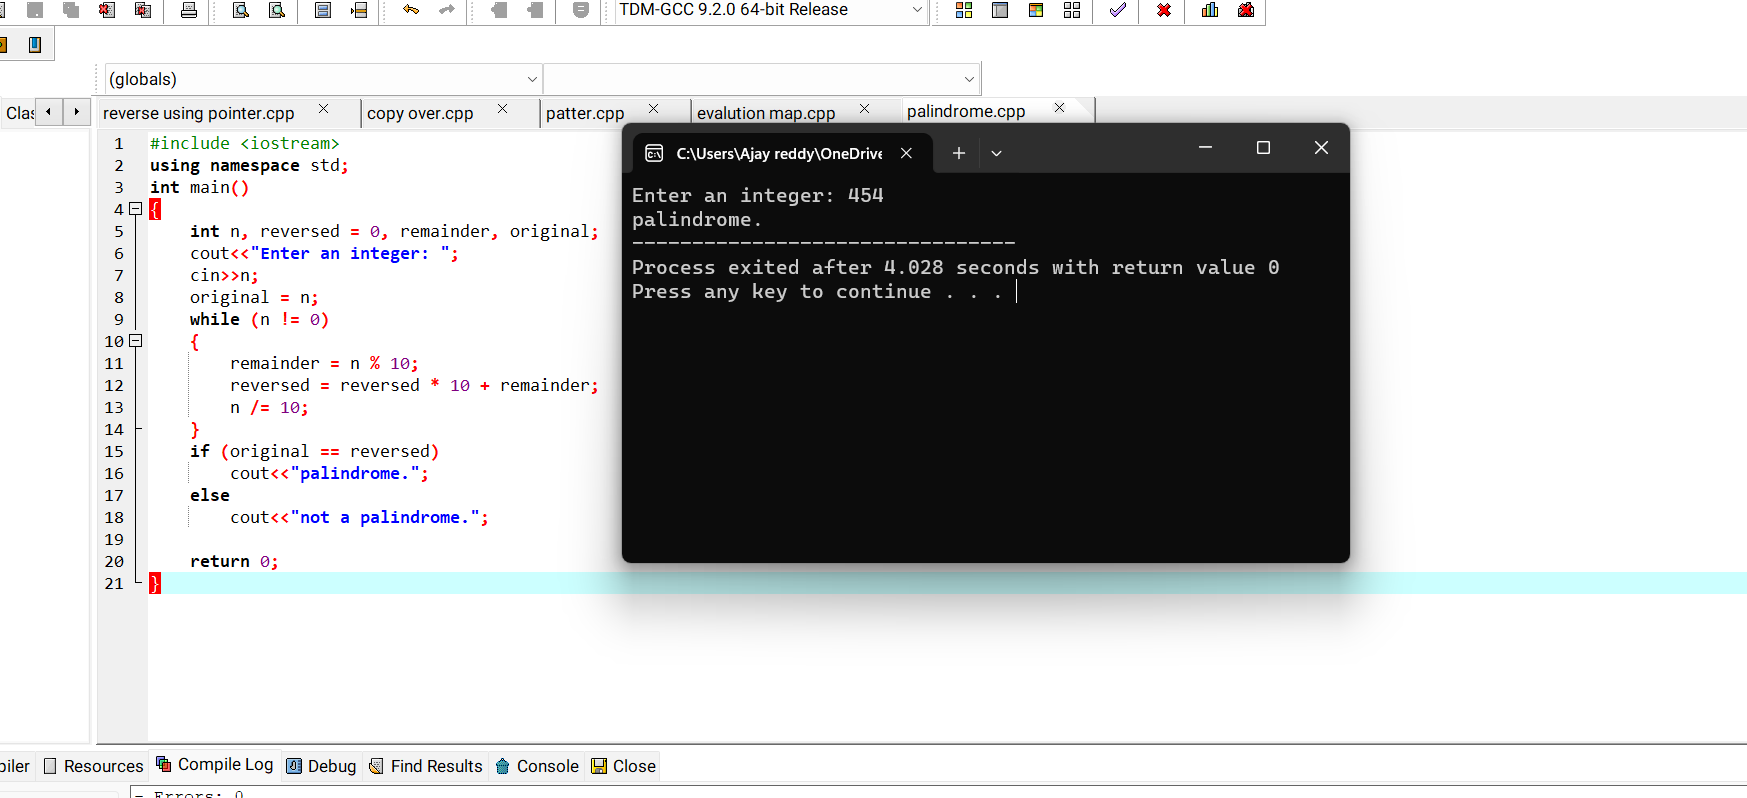 TDM-GCC 9.2.0 64-bit Release
(globals)
reverse using pointer.cpp copy over.cpp patter.cpp evalution map.cpp palindrome.cpp
1 #include <iostream>
2 using namespace std;
3 int main()
4 {
5 int n, reversed = 0, remainder, original;
6 cout<<"Enter an integer: ";
7 cin>>n;
8 original = n;
9 while (n != 0)
10 {
11 remainder = n % 10;
12 reversed = reversed * 10 + remainder;
13 n /= 10;
14 }
15 if (original == reversed)
16 cout<<"palindrome.";
17 else
18 cout<<"not a palindrome.";
19
20 return 0;
21 }
C:\Users\Ajay reddy\OneDrive
Enter an integer: 454
palindrome.
--------------------------------
Process exited after 4.028 seconds with return value 0
Press any key to continue . . .
Resources Compile Log Debug Find Results Console Close
- Errors: 0